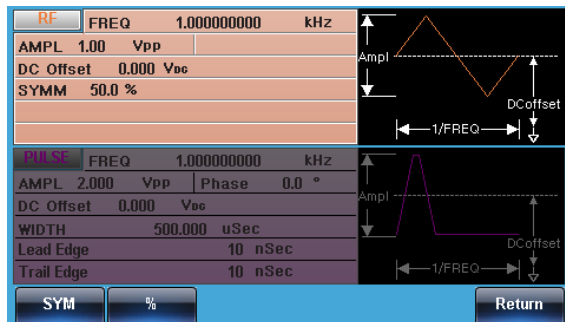 RF FREQ 1.000000000 kHz
AMPL 1.00 Vpp
DC Offset 0.000 VDC
SYMM 50.0 %
Ampl
DCoffset
1/FREQ
PULSE FREQ 1.000000000 kHz
AMPL 2.000 Vpp Phase 0.0 °
DC Offset 0.000 VDC
WIDTH 500.000 uSec
Lead Edge 10 nSec
Trail Edge 10 nSec
Ampl
DCoffset
1/FREQ
SYM % Return